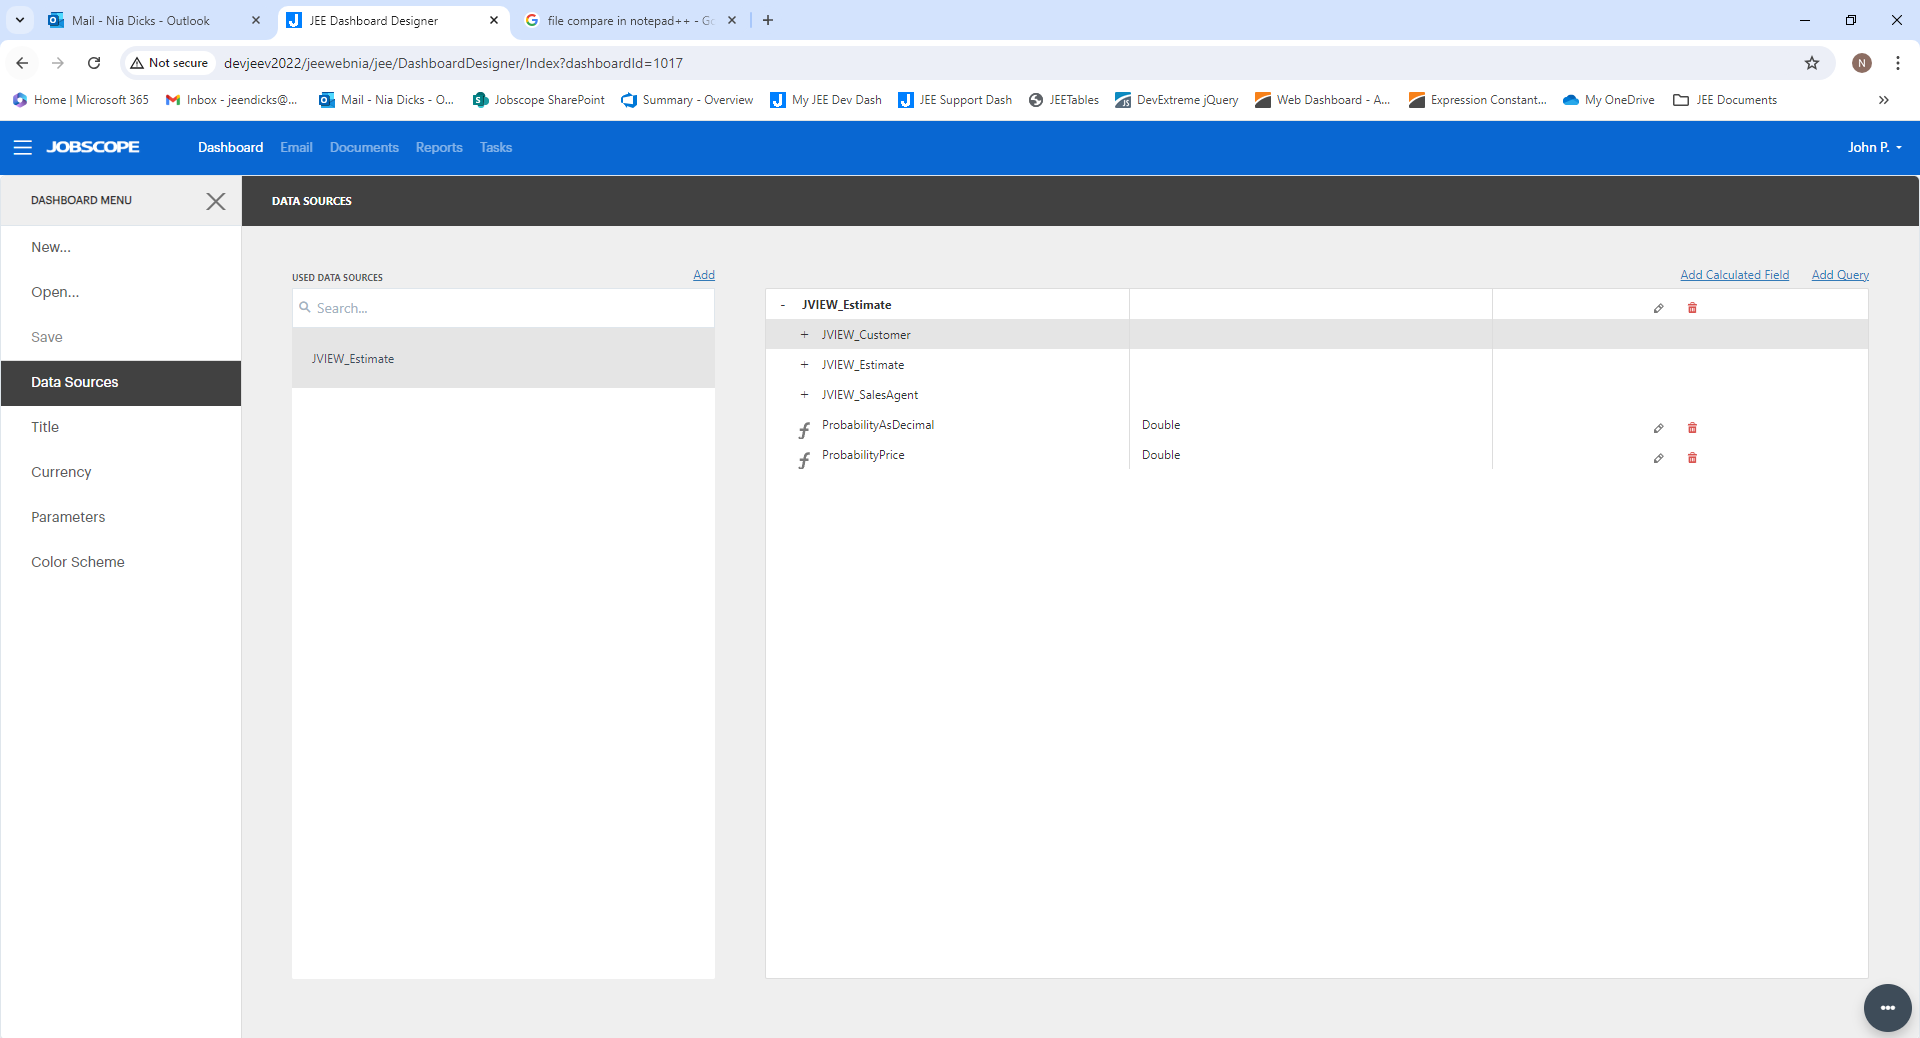 Mail - Nia Dicks - Outlook
JEE Dashboard Designer
file compare in notepad++ - Go
Not secure
devjeev2022/jeewebnia/jee/DashboardDesigner/Index?dashboardId=1017
N
Home | Microsoft 365
Inbox - jeendicks@...
Mail - Nia Dicks - O...
Jobscope SharePoint
Summary - Overview
My JEE Dev Dash
JEE Support Dash
JEETables
DevExtreme jQuery
Web Dashboard - A...
Expression Constant...
My OneDrive
JEE Documents
JOBSCOPE
Dashboard
Email
Documents
Reports
Tasks
John P.
DASHBOARD MENU
DATA SOURCES
New...
Open...
Save
Data Sources
Title
Currency
Parameters
Color Scheme
USED DATA SOURCES
Add
Search...
JVIEW_Estimate
Add Calculated Field
Add Query
- JVIEW_Estimate
+ JVIEW_Customer
+ JVIEW_Estimate
+ JVIEW_SalesAgent
f ProbabilityAsDecimal Double
f ProbabilityPrice Double